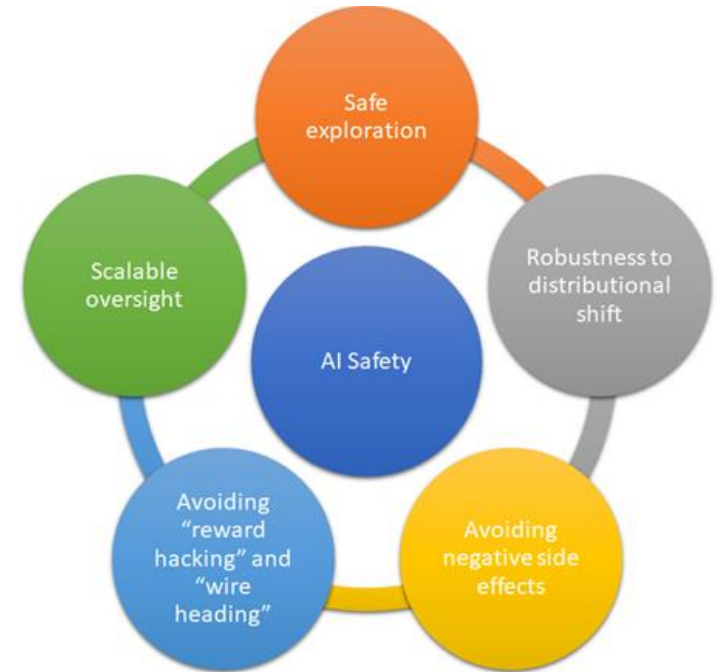 Safe
exploration
Robustness to
distributional
shift
Avoiding
negative side
effects
Avoiding
“reward
hacking” and
“wire
heading”
Scalable
oversight
AI Safety